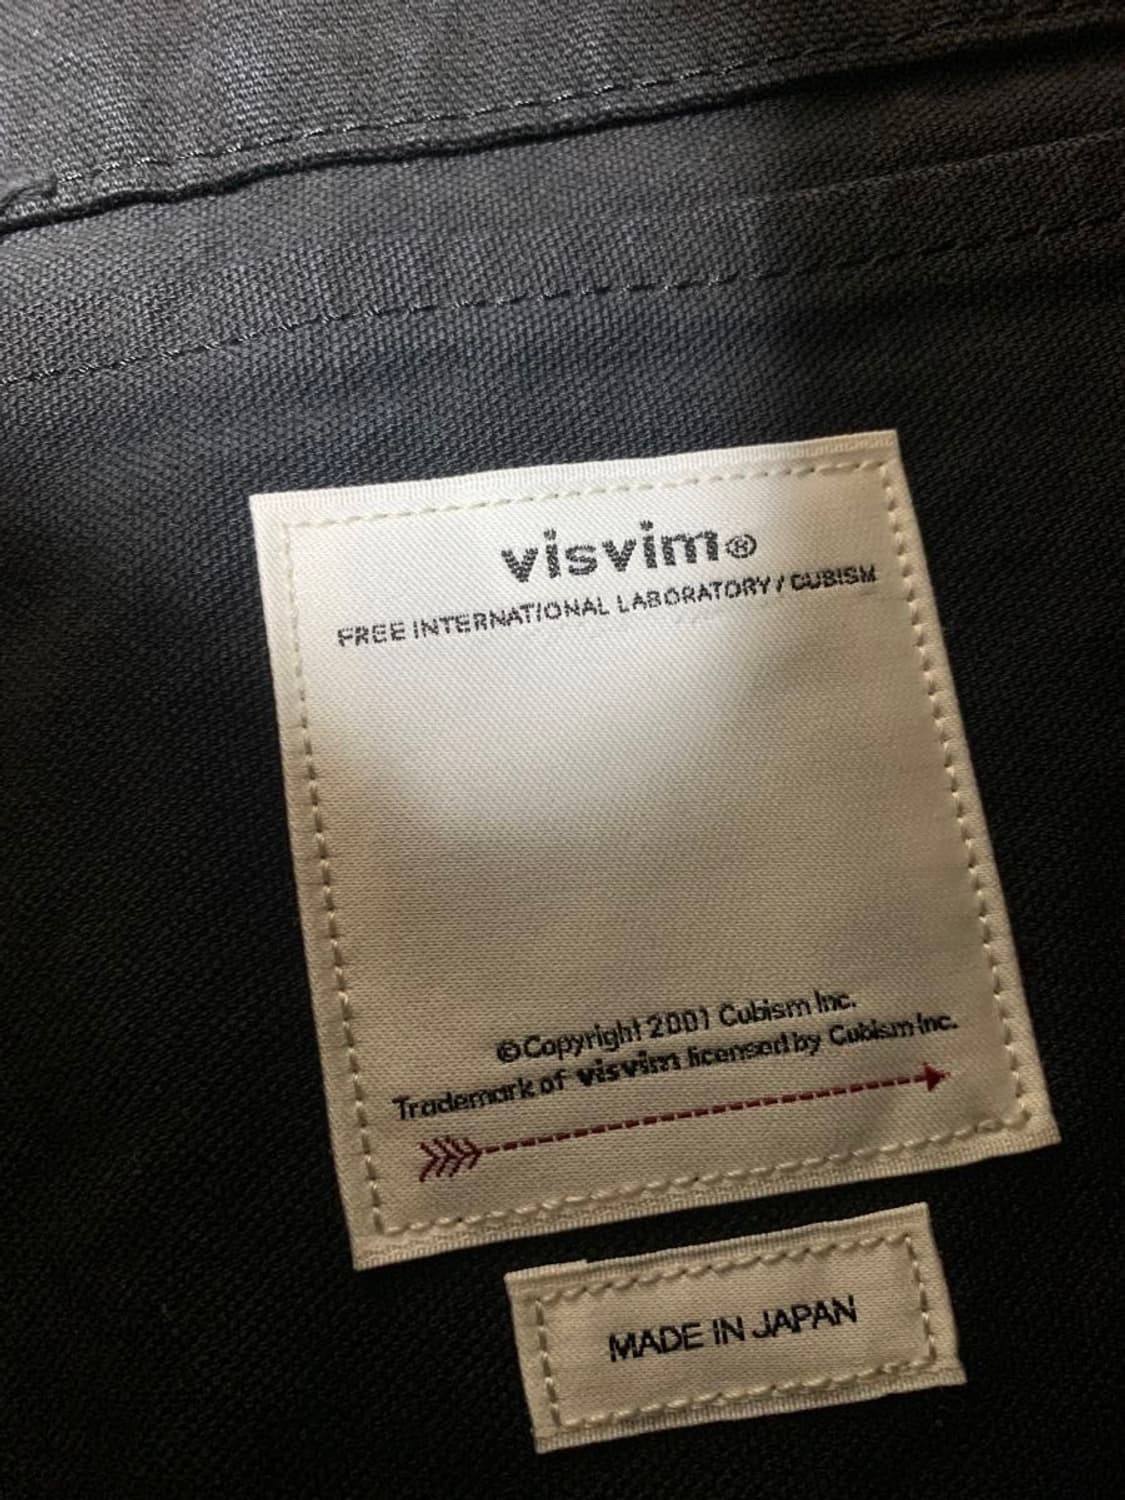 visvim®
FREE INTERNATIONAL LABORATORY / CUBISM
©Copyright 2001 Cubism Inc.
Trademark of visvim licensed by Cubism Inc.
MADE IN JAPAN